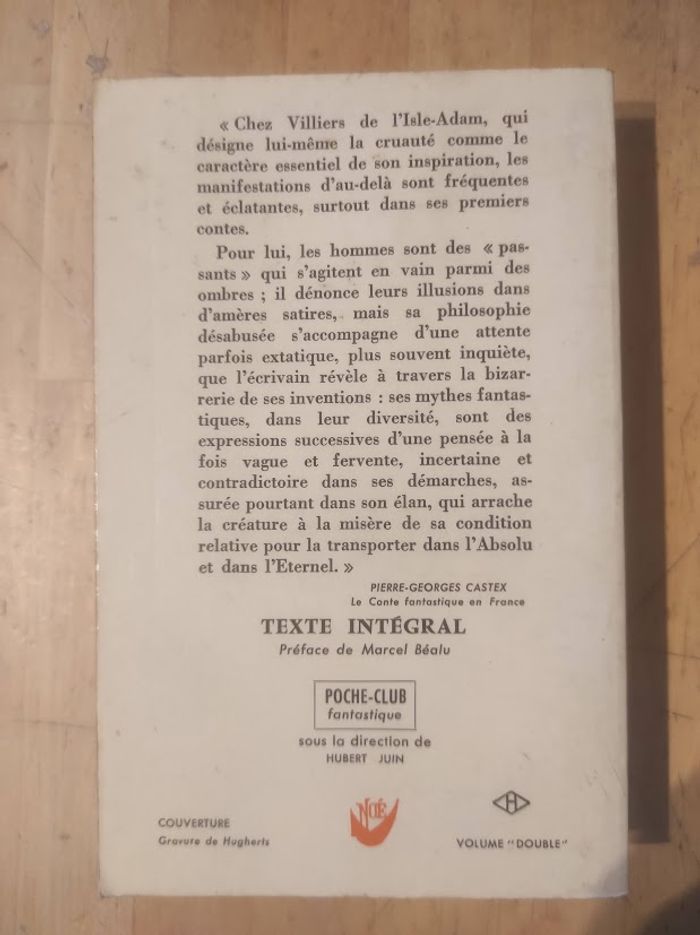 « Chez Villiers de l'Isle-Adam, qui
désigne lui-même la cruauté comme le
caractère essentiel de son inspiration, les
manifestations d'au-delà sont fréquentes
et éclatantes, surtout dans ses premiers
contes.
Pour lui, les hommes sont des « pas-
sants » qui s'agitent en vain parmi des
ombres ; il dénonce leurs illusions dans
d'amères satires, mais sa philosophie
désabusée s'accompagne d'une attente
parfois extatique, plus souvent inquiète,
que l'écrivain révèle à travers la bizar-
rerie de ses inventions : ses mythes fantas-
tiques, dans leur diversité, sont des
expressions successives d'une pensée à la
fois vague et fervente, incertaine et
contradictoire dans ses démarches, as-
surée pourtant dans son élan, qui arrache
la créature à la misère de sa condition
relative pour la transporter dans l'Absolu
et dans l'Eternel. »
PIERRE-GEORGES CASTEX
Le Conte fantastique en France
TEXTE INTÉGRAL
Préface de Marcel Béalu
POCHE-CLUB
fantastique
sous la direction de
HUBERT JUIN
COUVERTURE
Gravure de Hugherts
NOÉ
H
VOLUME "DOUBLE"